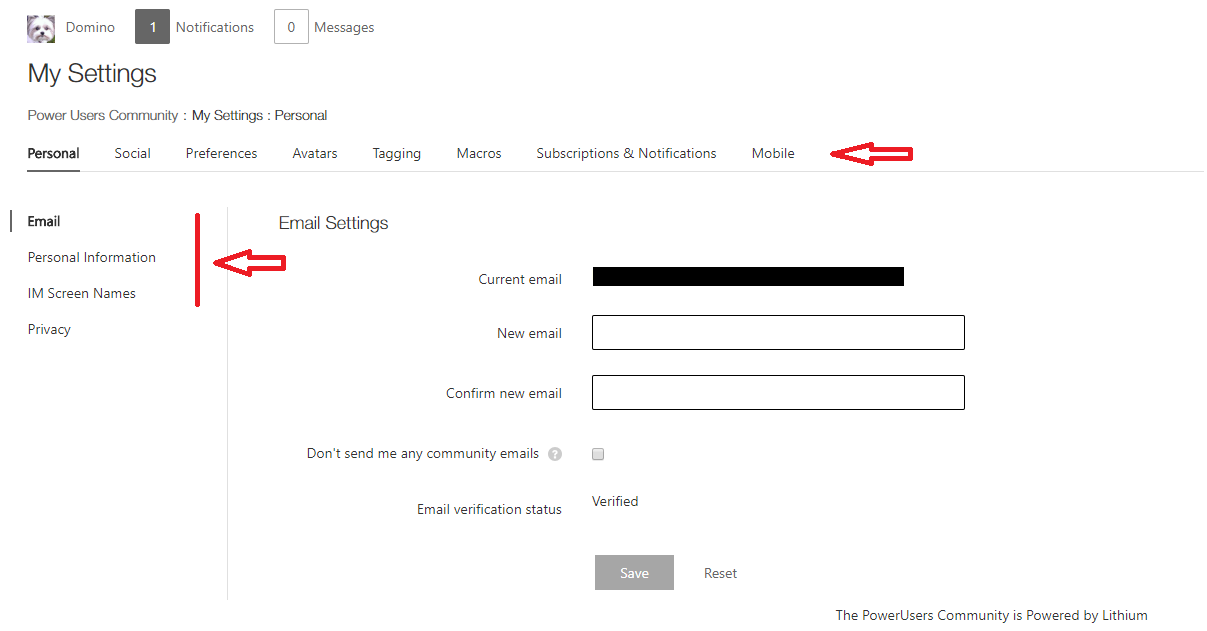 Domino 1 Notifications 0 Messages
My Settings
Power Users Community : My Settings : Personal
Personal Social Preferences Avatars Tagging Macros Subscriptions & Notifications Mobile
Email
Personal Information
IM Screen Names
Privacy
Email Settings
Current email
New email
Confirm new email
Don't send me any community emails ?
Email verification status Verified
Save Reset
The PowerUsers Community is Powered by Lithium